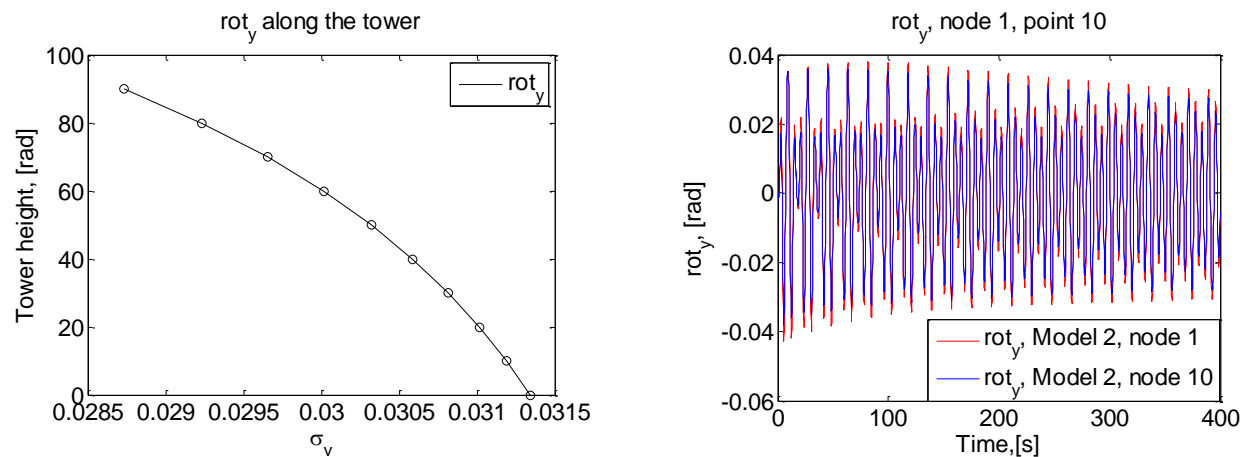 rot_y along the tower
rot_y
100
80
60
40
20
0
Tower height, [rad]
0.0285 0.029 0.0295 0.03 0.0305 0.031 0.0315
σ_y
rot_y, node 1, point 10
0.04
0.02
0
-0.02
-0.04
-0.06
rot_y, [rad]
rot_y, Model 2, node 1
rot_y, Model 2, node 10
0 100 200 300 400
Time,[s]